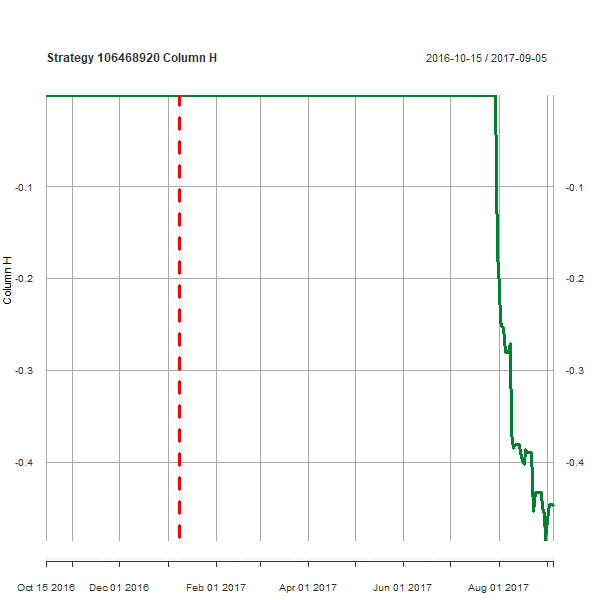 Strategy 106468920 Column H
2016-10-15 / 2017-09-05
-0.1
-0.1
-0.2
-0.2
Column H
-0.3
-0.3
-0.4
-0.4
Oct 15 2016
Dec 01 2016
Feb 01 2017
Apr 01 2017
Jun 01 2017
Aug 01 2017